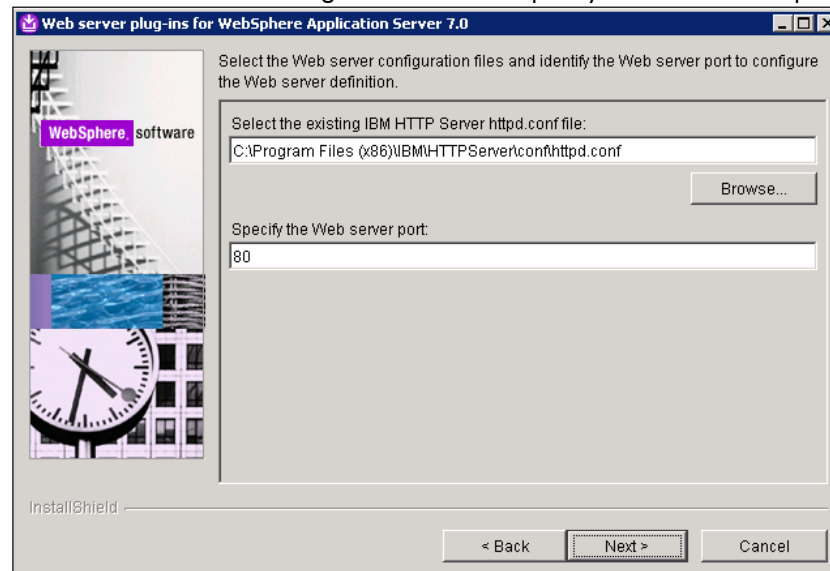 Web server plug-ins for WebSphere Application Server 7.0
Select the Web server configuration files and identify the Web server port to configure
the Web server definition.
WebSphere. software
Select the existing IBM HTTP Server httpd.conf file:
C:\Program Files (x86)\IBM\HTTPServer\conf\httpd.conf
Browse...
Specify the Web server port:
80
InstallShield
< Back
Next >
Cancel